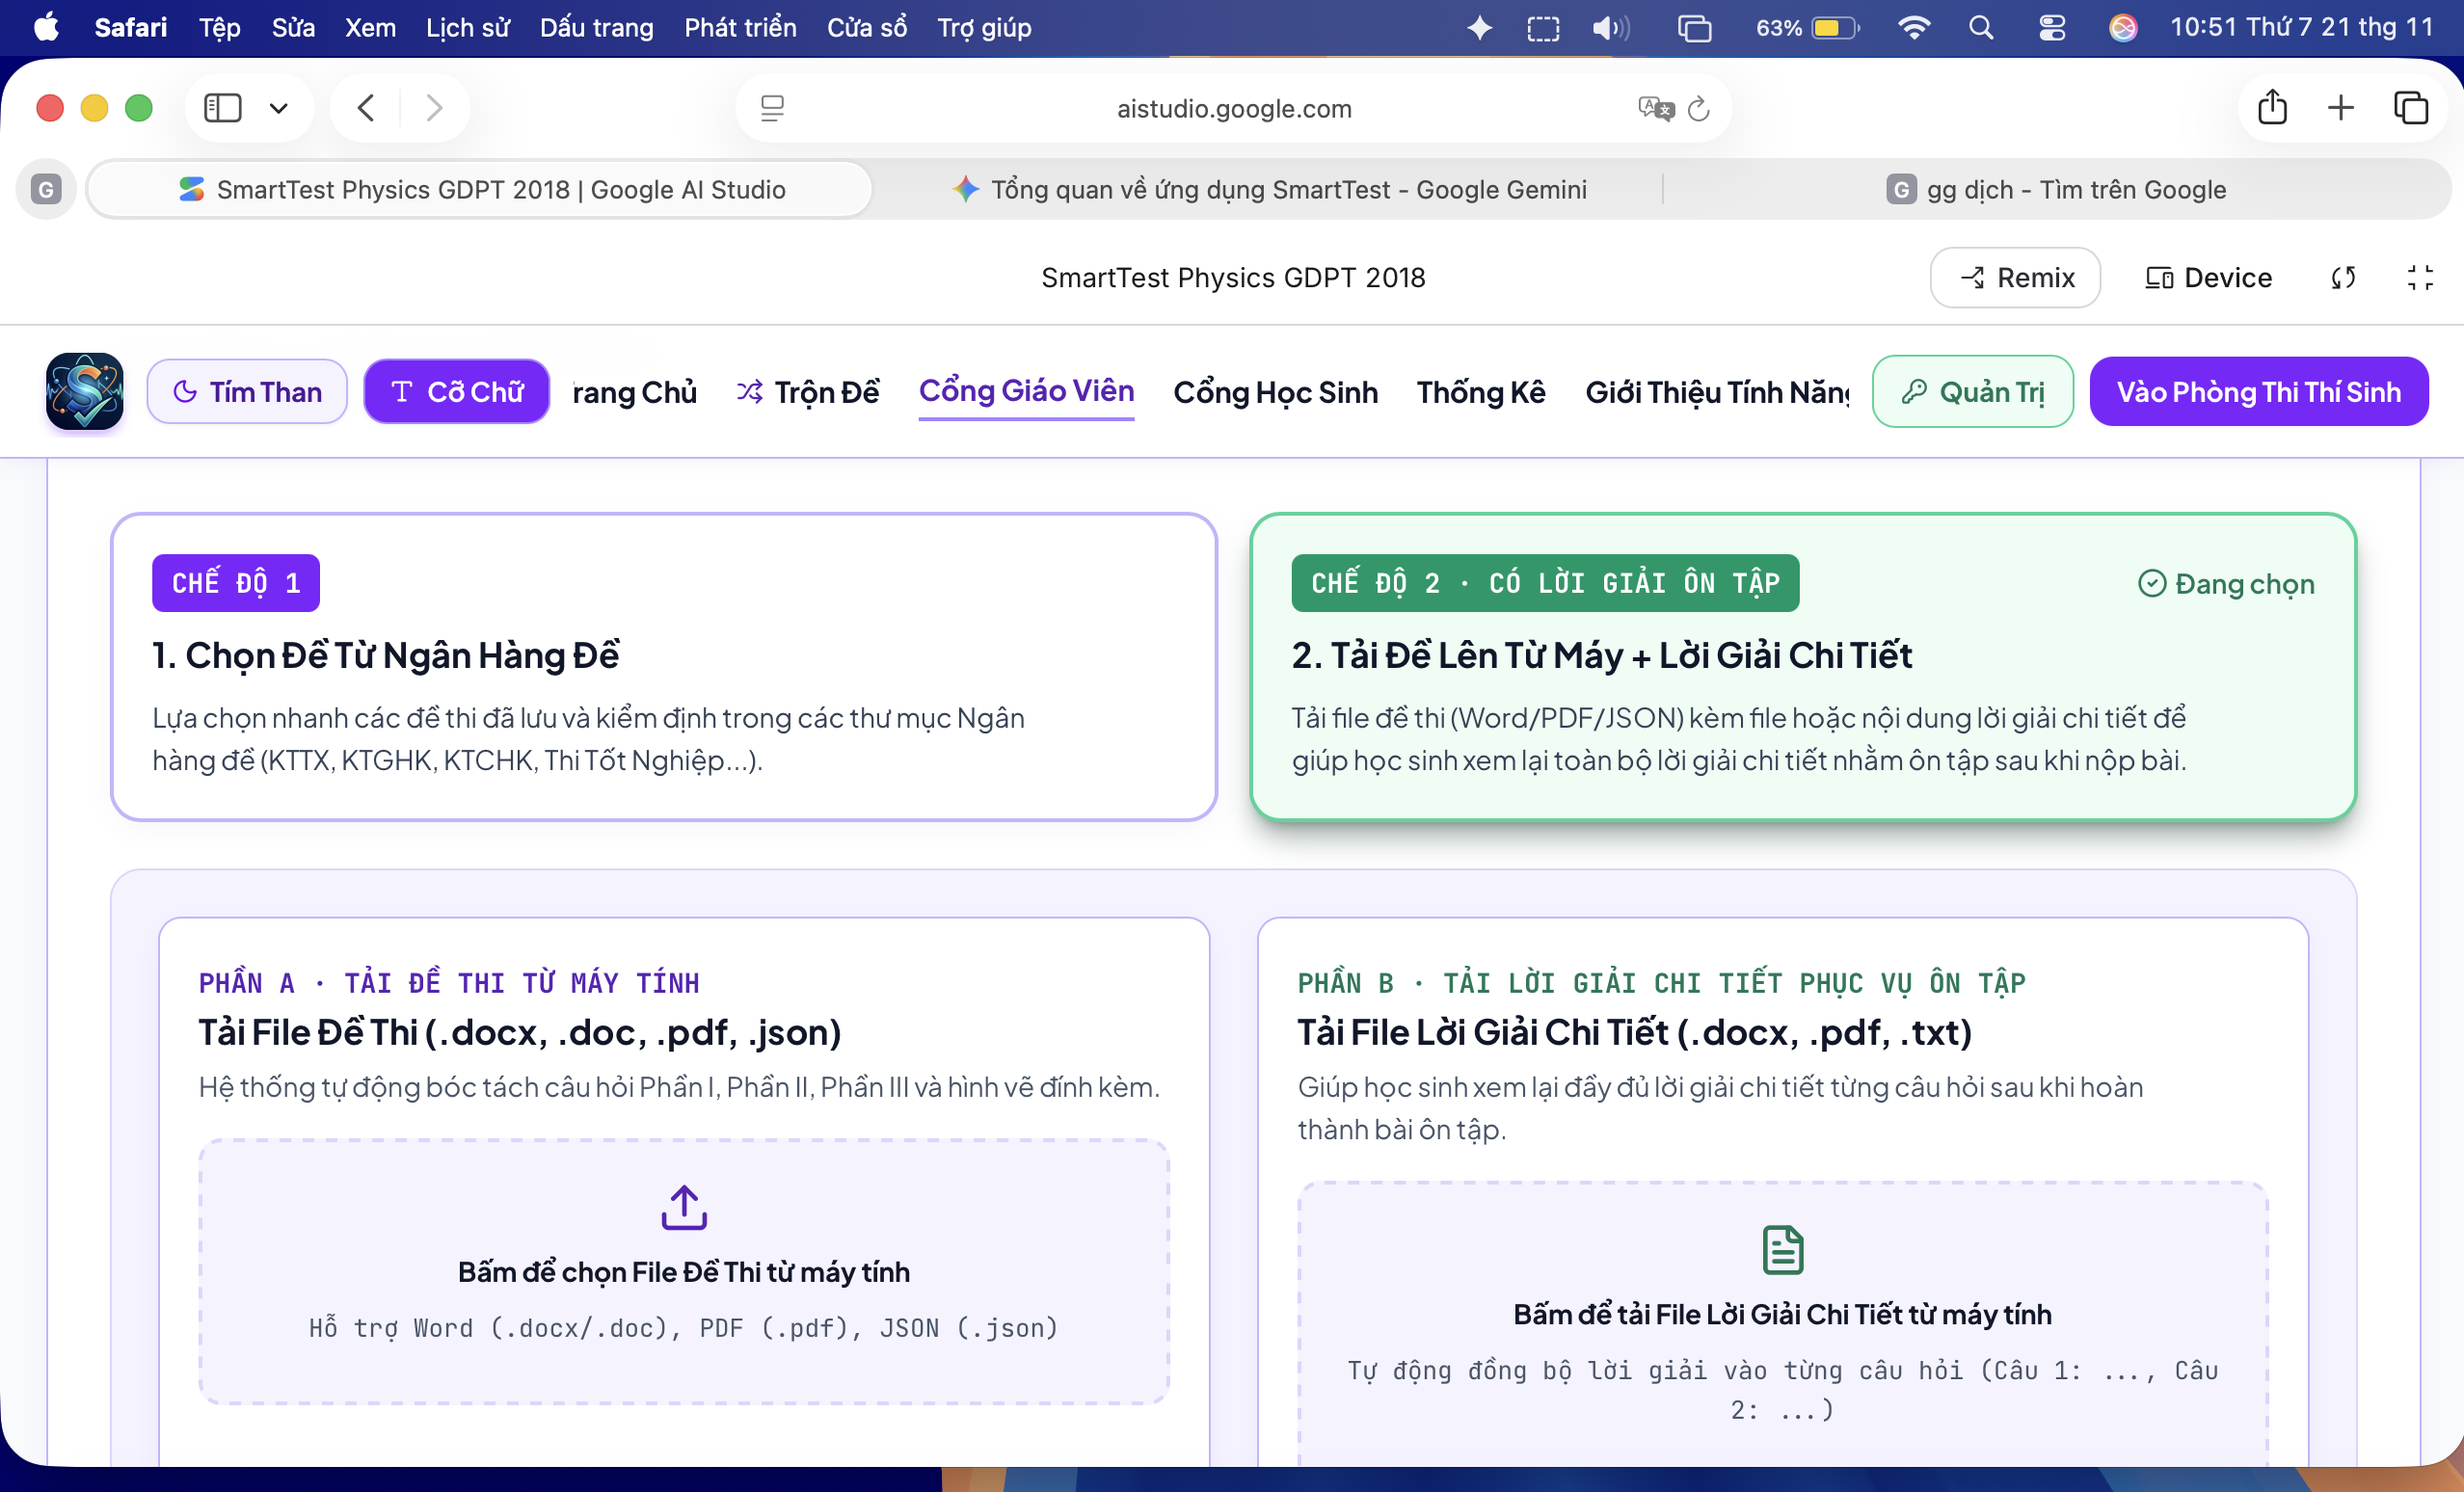 Safari Tệp Sửa Xem Lịch sử Dấu trang Phát triển Cửa sổ Trợ giúp 63% 10:51 Thứ 7 21 thg 11
aistudio.google.com
G SmartTest Physics GDPT 2018 | Google AI Studio Tổng quan về ứng dụng SmartTest - Google Gemini G gg dịch - Tìm trên Google
SmartTest Physics GDPT 2018 Remix Device
Tím Than Cỡ Chữ rang Chủ Trộn Đề Cổng Giáo Viên Cổng Học Sinh Thống Kê Giới Thiệu Tính Năng Quản Trị Vào Phòng Thi Thí Sinh
CHẾ ĐỘ 1
1. Chọn Đề Từ Ngân Hàng Đề
Lựa chọn nhanh các đề thi đã lưu và kiểm định trong các thư mục Ngân
hàng đề (KTTX, KTGHK, KTCHK, Thi Tốt Nghiệp...).
CHẾ ĐỘ 2 · CÓ LỜI GIẢI ÔN TẬP Đang chọn
2. Tải Đề Lên Từ Máy + Lời Giải Chi Tiết
Tải file đề thi (Word/PDF/JSON) kèm file hoặc nội dung lời giải chi tiết để
giúp học sinh xem lại toàn bộ lời giải chi tiết nhằm ôn tập sau khi nộp bài.
PHẦN A · TẢI ĐỀ THI TỪ MÁY TÍNH
Tải File Đề Thi (.docx, .doc, .pdf, .json)
Hệ thống tự động bóc tách câu hỏi Phần I, Phần II, Phần III và hình vẽ đính kèm.
Bấm để chọn File Đề Thi từ máy tính
Hỗ trợ Word (.docx/.doc), PDF (.pdf), JSON (.json)
PHẦN B · TẢI LỜI GIẢI CHI TIẾT PHỤC VỤ ÔN TẬP
Tải File Lời Giải Chi Tiết (.docx, .pdf, .txt)
Giúp học sinh xem lại đầy đủ lời giải chi tiết từng câu hỏi sau khi hoàn
thành bài ôn tập.
Bấm để tải File Lời Giải Chi Tiết từ máy tính
Tự động đồng bộ lời giải vào từng câu hỏi (Câu 1: ..., Câu
2: ...)